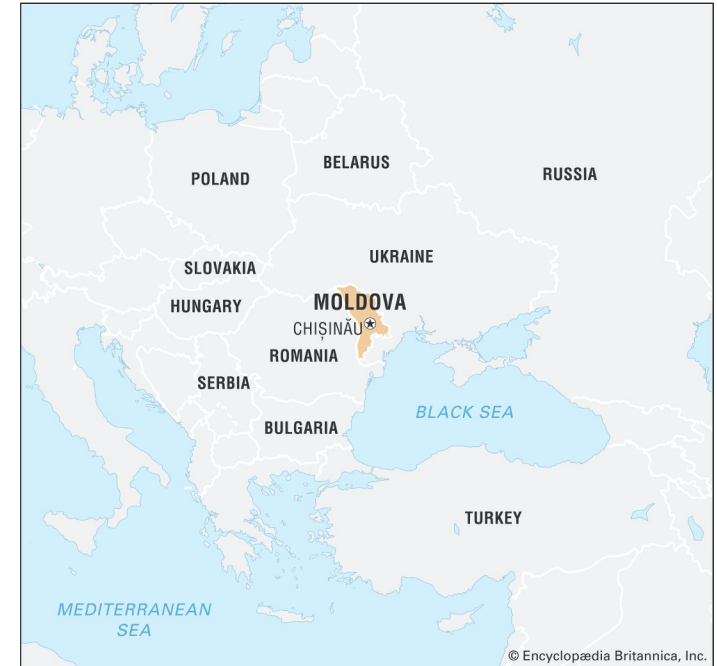 BELARUS
POLAND
RUSSIA
UKRAINE
SLOVAKIA
MOLDOVA
HUNGARY
CHIȘINĂU
ROMANIA
SERBIA
BLACK SEA
BULGARIA
TURKEY
MEDITERRANEAN
SEA
© Encyclopædia Britannica, Inc.